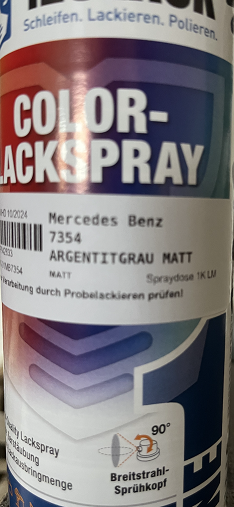 Schleifen. Lackieren. Polieren.
COLOR-
LACKSPRAY
10/2024
Mercedes Benz
7354
ARGENTITGRAU MATT
MATT
Spraydose 1K LM
durch Probelackieren prüfen!
Lackspray
90°
Breitstrahl-
Sprühkopf